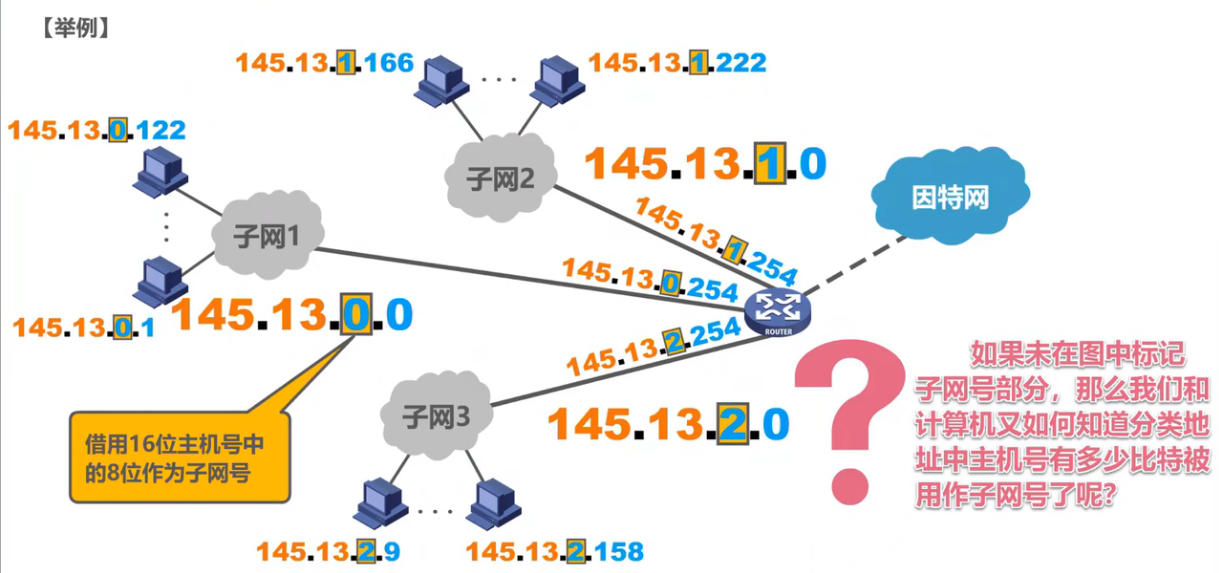 【举例】
145.13.1.166
145.13.1.222
145.13.0.122
子网2
145.13.1.0
因特网
子网1
145.13.1.254
145.13.0.254
145.13.0.1
145.13.0.0
ROUTER
145.13.2.254
如果未在图中标记
子网号部分，那么我们和
计算机又如何知道分类地
址中主机号有多少比特被
用作子网号了呢？
?
子网3
145.13.2.0
借用16位主机号中
的8位作为子网号
145.13.2.9
145.13.2.158